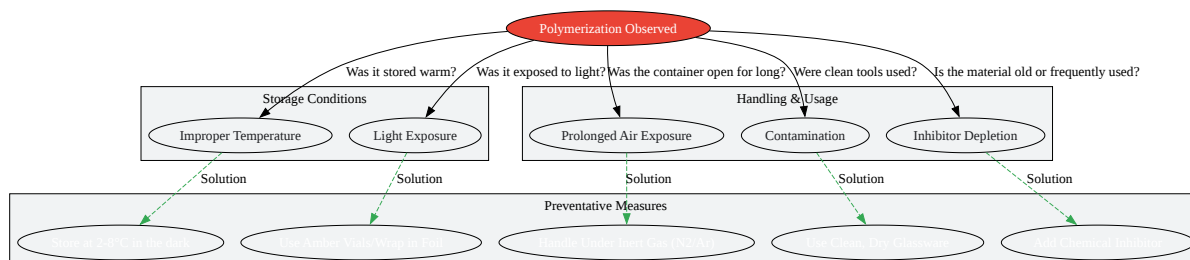 Polymerization Observed
Was it stored warm?
Was it exposed to light?
Was the container open for long?
Were clean tools used?
Is the material old or frequently used?
Storage Conditions
Handling & Usage
Improper Temperature
Light Exposure
Prolonged Air Exposure
Contamination
Inhibitor Depletion
Solution
Solution
Solution
Solution
Solution
Preventative Measures
Store at 2-8°C in the dark
Use Amber Vials/Wrap in Foil
Handle Under Inert Gas (N2/Ar)
Use Clean, Dry Glassware
Add Chemical Inhibitor